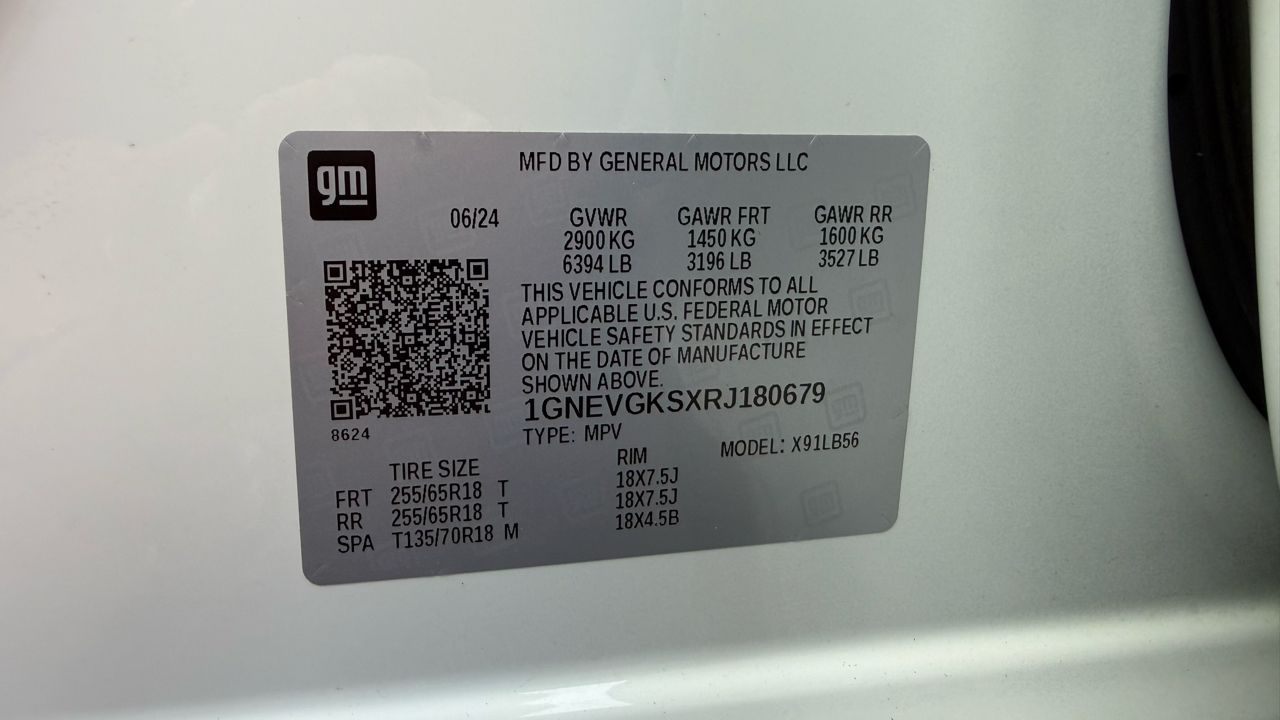 gm
MFD BY GENERAL MOTORS LLC
06/24 GVWR GAWR FRT GAWR RR
2900 KG 1450 KG 1600 KG
6394 LB 3196 LB 3527 LB
THIS VEHICLE CONFORMS TO ALL
APPLICABLE U.S. FEDERAL MOTOR
VEHICLE SAFETY STANDARDS IN EFFECT
ON THE DATE OF MANUFACTURE
SHOWN ABOVE.
1GNEVGKSXRJ180679
8624
TYPE: MPV MODEL: X91LB56
TIRE SIZE RIM
FRT 255/65R18 T 18X7.5J
RR 255/65R18 T 18X7.5J
SPA T135/70R18 M 18X4.5B